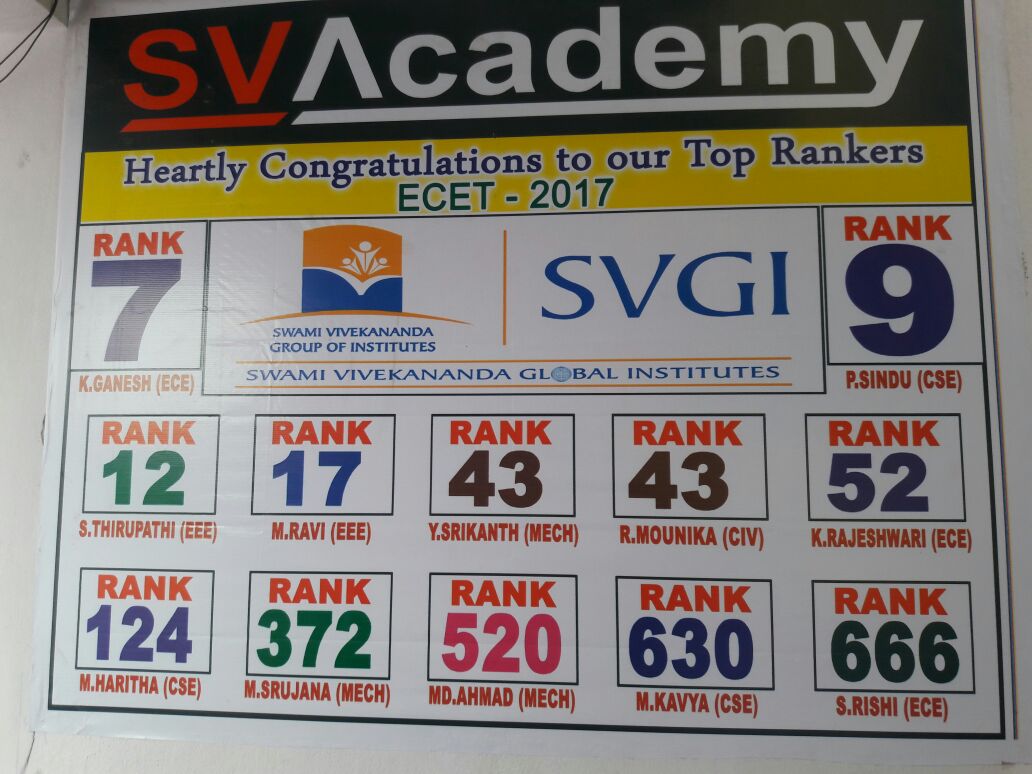 SVAcademy
Heartly Congratulations to our Top Rankers
ECET - 2017
RANK
7
K.GANESH (ECE)
SWAMI VIVEKANANDA
GROUP OF INSTITUTES
SVGI
SWAMI VIVEKANANDA GLOBAL INSTITUTES
RANK
9
P.SINDU (CSE)
RANK
12
S.THIRUPATHI (EEE)
RANK
17
M.RAVI (EEE)
RANK
43
Y.SRIKANTH (MECH)
RANK
43
R.MOUNIKA (CIV)
RANK
52
K.RAJESHWARI (ECE)
RANK
124
M.HARITHA (CSE)
RANK
372
M.SRUJANA (MECH)
RANK
520
MD.AHMAD (MECH)
RANK
630
M.KAVYA (CSE)
RANK
666
S.RISHI (ECE)